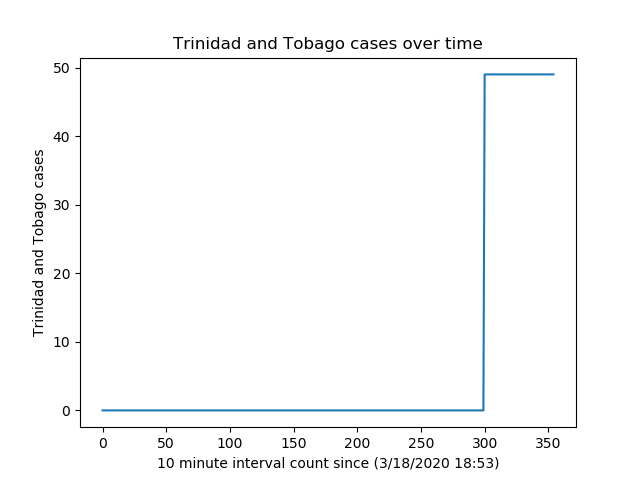 Trinidad and Tobago cases over time
Trinidad and Tobago cases
50
40
30
20
10
0
0 50 100 150 200 250 300 350
10 minute interval count since (3/18/2020 18:53)